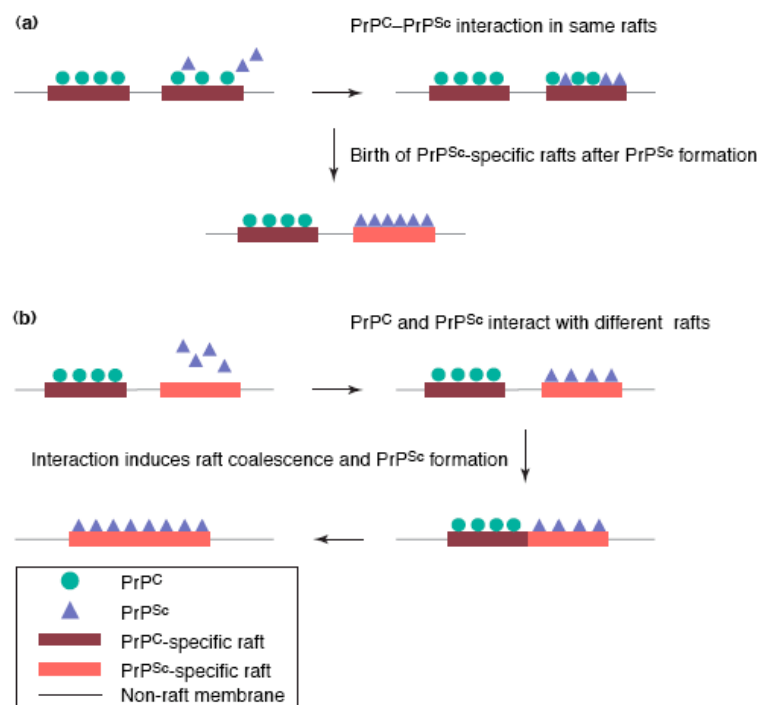 (a)
PrPC–PrPSc interaction in same rafts
Birth of PrPSc-specific rafts after PrPSc formation
(b)
PrPC and PrPSc interact with different rafts
Interaction induces raft coalescence and PrPSc formation
PrPC
PrPSc
PrPC-specific raft
PrPSc-specific raft
Non-raft membrane